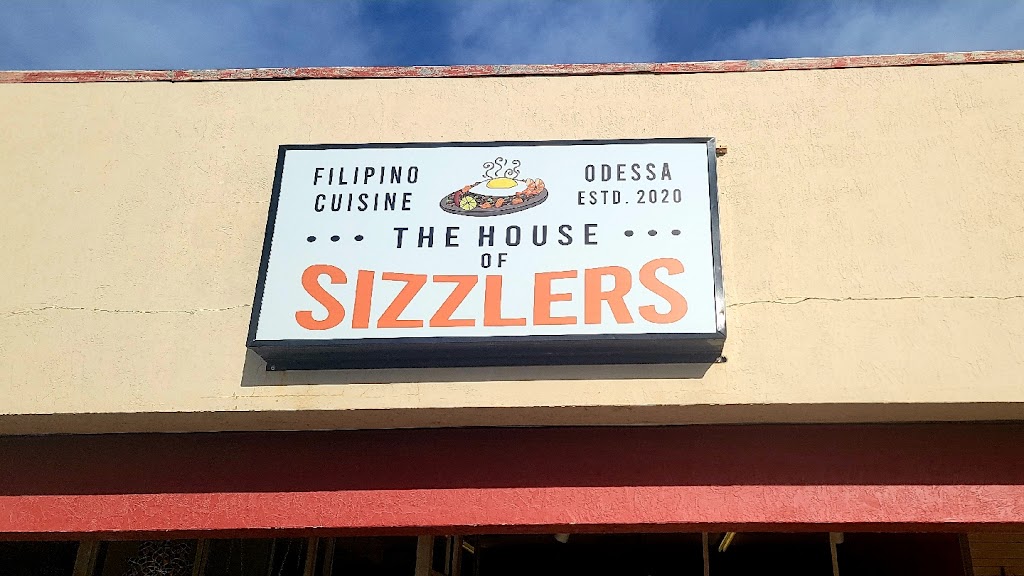 FILIPINO
CUISINE
ODESSA
ESTD. 2020
••• THE HOUSE •••
OF
SIZZLERS